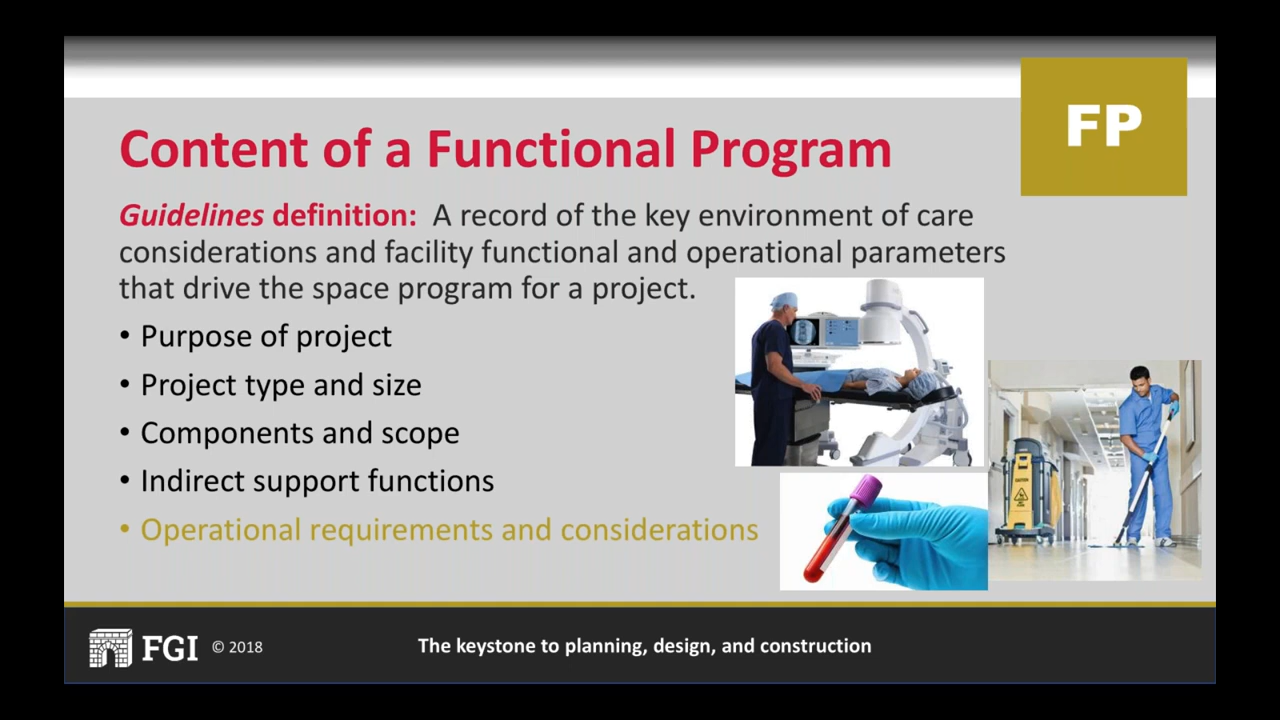 FP
Content of a Functional Program
Guidelines definition: A record of the key environment of care
considerations and facility functional and operational parameters
that drive the space program for a project.
• Purpose of project
• Project type and size
• Components and scope
• Indirect support functions
• Operational requirements and considerations
CAUTION
FGI © 2018
The keystone to planning, design, and construction